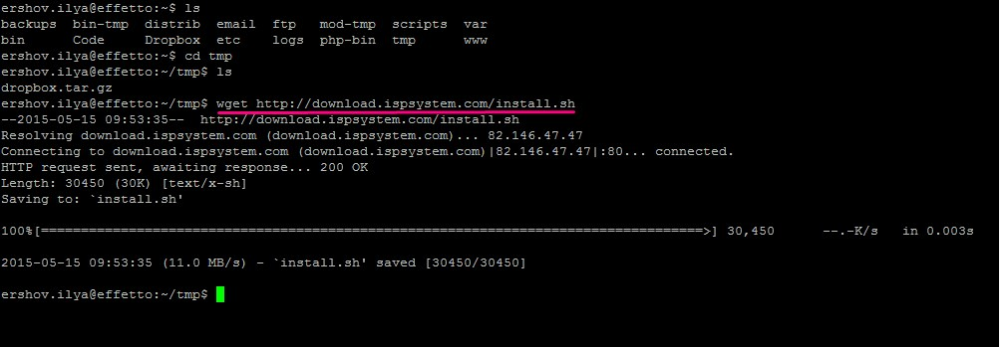 ershov.ilya@effetto:~$ ls
backups  bin-tmp  distrib  email  ftp   mod-tmp  scripts  var
bin      Code     Dropbox  etc    logs  php-bin  tmp      www
ershov.ilya@effetto:~$ cd tmp
ershov.ilya@effetto:~/tmp$ ls
dropbox.tar.gz
ershov.ilya@effetto:~/tmp$ wget http://download.ispsystem.com/install.sh
--2015-05-15 09:53:35--  http://download.ispsystem.com/install.sh
Resolving download.ispsystem.com (download.ispsystem.com)... 82.146.47.47
Connecting to download.ispsystem.com (download.ispsystem.com)|82.146.47.47|:80... connected.
HTTP request sent, awaiting response... 200 OK
Length: 30450 (30K) [text/x-sh]
Saving to: `install.sh'
100%[===================================================================================>] 30,450      --.-K/s   in 0.003s
2015-05-15 09:53:35 (11.0 MB/s) - `install.sh' saved [30450/30450]
ershov.ilya@effetto:~/tmp$